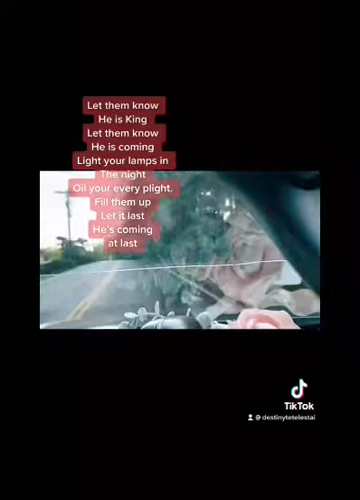 Let them know
He is King
Let them know
He is coming
Light your lamps in
The night
Oil your every plight.
Fill them up
Let it last
He's coming
at last
TikTok
@destinytetelestai